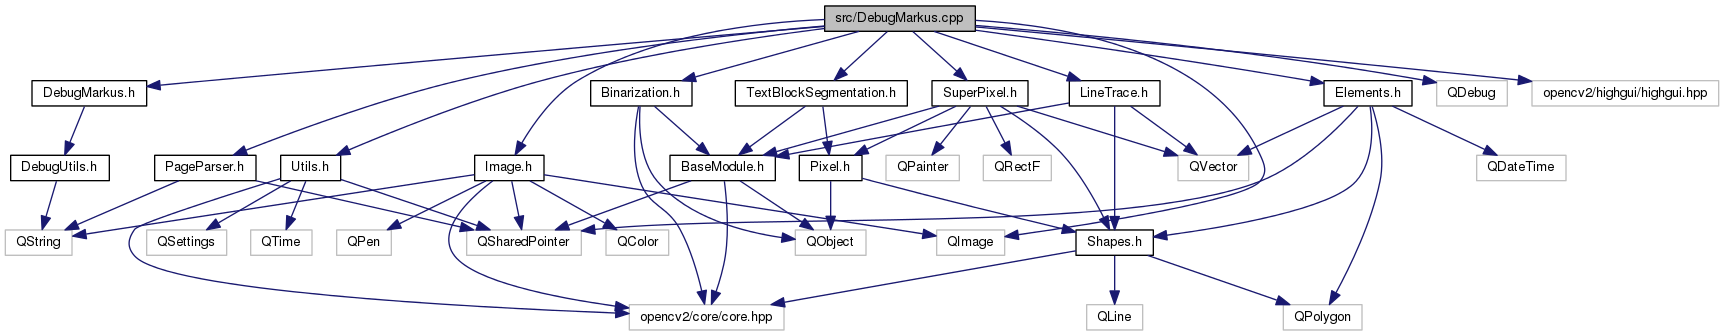 src/DebugMarkus.cpp
DebugMarkus.h
Binarization.h
TextBlockSegmentation.h
SuperPixel.h
LineTrace.h
Elements.h
QDebug
opencv2/highgui/highgui.hpp
DebugUtils.h
PageParser.h
Utils.h
Image.h
BaseModule.h
Pixel.h
QPainter
QRectF
QVector
QDateTime
QString
QSettings
QTime
QPen
QSharedPointer
QColor
QObject
QImage
Shapes.h
opencv2/core/core.hpp
QLine
QPolygon